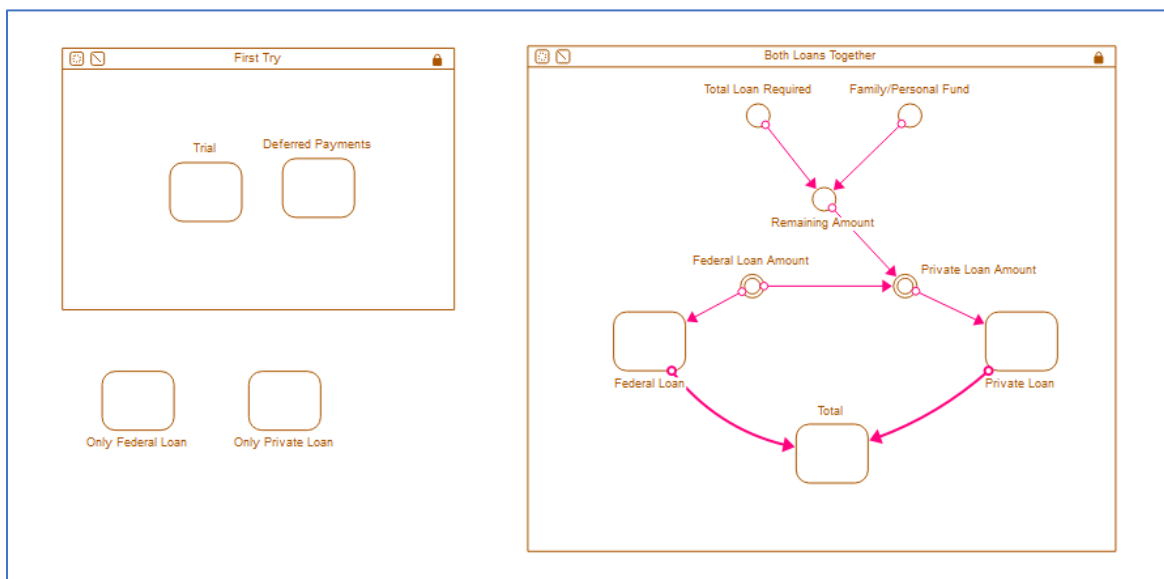 First Try
Trial
Deferred Payments
Only Federal Loan
Only Private Loan
Both Loans Together
Total Loan Required
Family/Personal Fund
Remaining Amount
Federal Loan Amount
Private Loan Amount
Federal Loan
Private Loan
Total